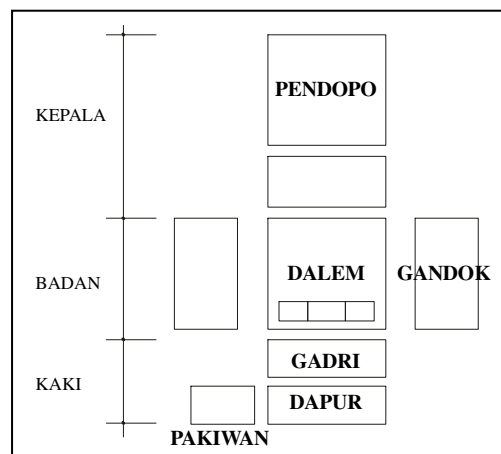 PENDOPO
KEPALA
BADAN
DALEM
GANDOK
GADRI
KAKI
DAPUR
PAKIWAN